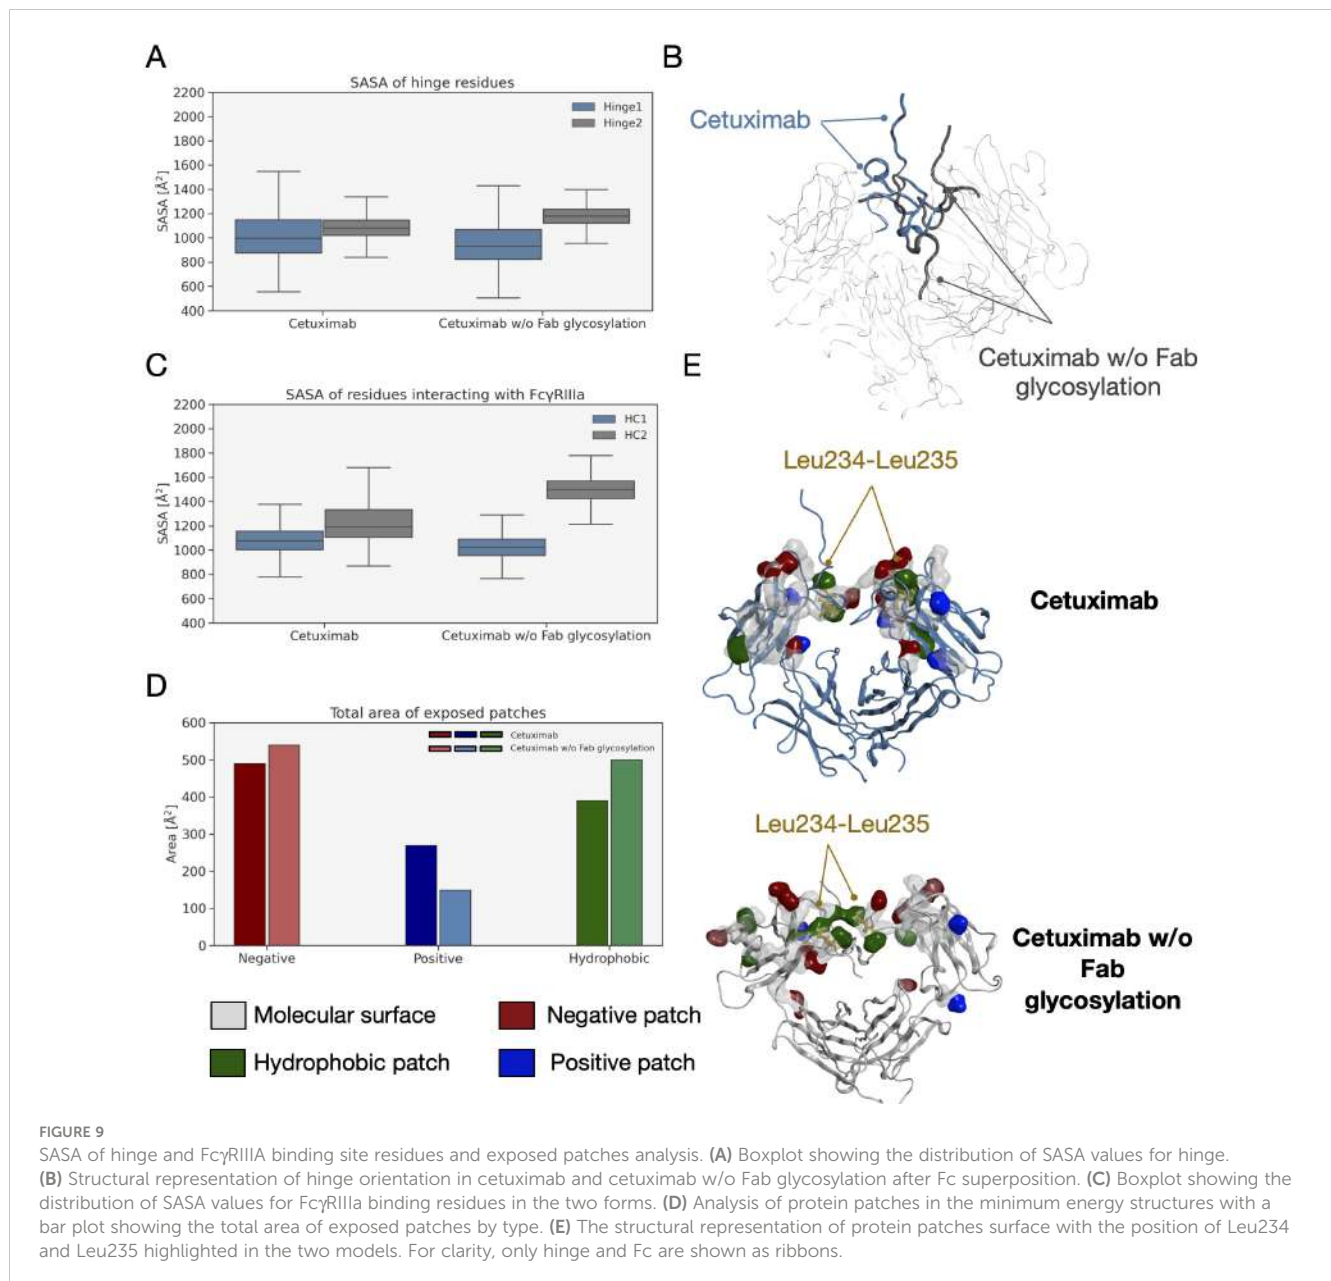 A
SASA of hinge residues
2200
2000
1800
1600
1400
1200
1000
800
600
400
SASA [Å²]
Hinge1
Hinge2
Cetuximab
Cetuximab w/o Fab glycosylation
B
Cetuximab
Cetuximab w/o Fab
glycosylation
C
SASA of residues interacting with FcγRIIIa
2200
2000
1800
1600
1400
1200
1000
800
600
400
SASA [Å²]
HC1
HC2
Cetuximab
Cetuximab w/o Fab glycosylation
D
Total area of exposed patches
600
500
400
300
200
100
0
Area [Å²]
Cetuximab
Cetuximab w/o Fab glycosylation
Negative
Positive
Hydrophobic
Molecular surface
Negative patch
Hydrophobic patch
Positive patch
E
Leu234-Leu235
Cetuximab
Leu234-Leu235
Cetuximab w/o
Fab
glycosylation
FIGURE 9
SASA of hinge and FcγRIIIA binding site residues and exposed patches analysis. (A) Boxplot showing the distribution of SASA values for hinge.
(B) Structural representation of hinge orientation in cetuximab and cetuximab w/o Fab glycosylation after Fc superposition. (C) Boxplot showing the
distribution of SASA values for FcγRIIIa binding residues in the two forms. (D) Analysis of protein patches in the minimum energy structures with a
bar plot showing the total area of exposed patches by type. (E) The structural representation of protein patches surface with the position of Leu234
and Leu235 highlighted in the two models. For clarity, only hinge and Fc are shown as ribbons.